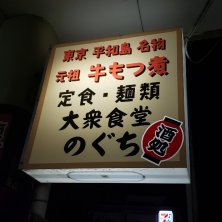 東京 平和島 名物
元祖 牛もつ煮
定食・麺類
大衆食堂
のぐち
酒処